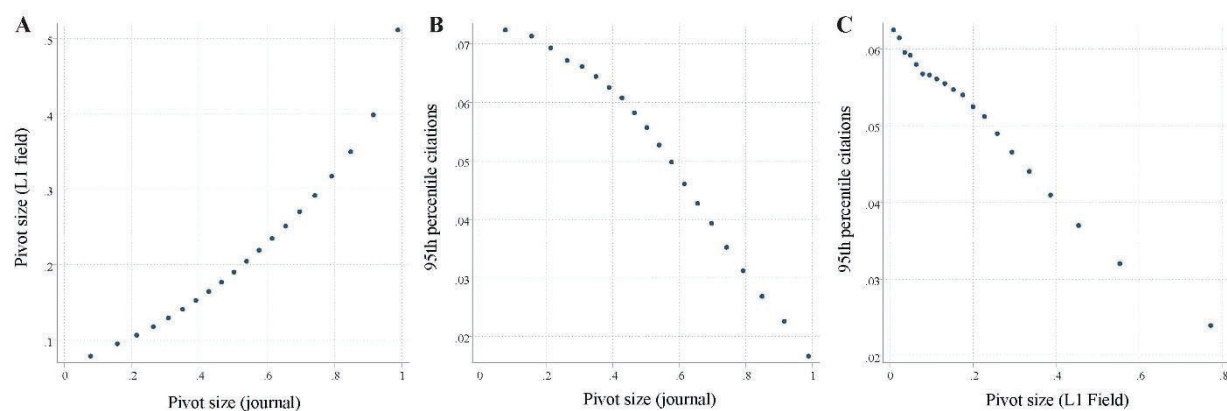 A
Pivot size (L1 field)
.5
.4
.3
.2
.1
0 .2 .4 .6 .8 1
Pivot size (journal)
B
95th percentile citations
.07
.06
.05
.04
.03
.02
0 .2 .4 .6 .8 1
Pivot size (journal)
C
95th percentile citations
.06
.05
.04
.03
.02
0 .2 .4 .6 .8
Pivot size (L1 Field)